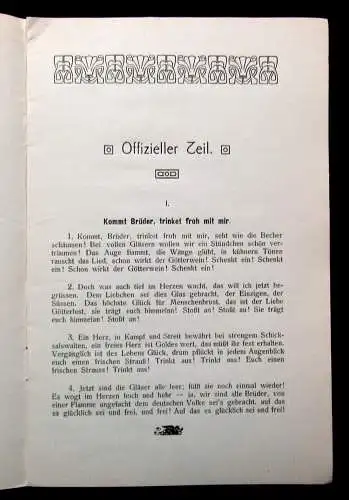 Offizieller Teil.
I.
Kommt Brüder, trinket froh mit mir
1. Kommt, Brüder, trinket froh mit mir, seht wie die Becher
schäumen! Bei vollen Gläsern wollen wir ein Stündchen schön ver-
träumen! Das Auge flammt, die Wange glüht, in kühnern Tönen
rauscht das Lied, schon wirkt der Götterwein! Schenkt ein! Schenkt
ein! Schon wirkt der Götterwein! Schenkt ein! Schenkt ein!
2. Doch was auch tief im Herzen wacht, das will ich jetzt be-
grüssen. Dem Liebchen sei dies Glas gebracht, der Einzigen, der
Süssen. Das höchste Glück für Menschenbrust, das ist der Liebe
Götterlust, sie trägt euch himmelan! Stoßt an! Stoßt an! Sie trägt
euch himmelan! Stoßt an! Stoßt an!
3. Ein Herz, in Kampf und Streit bewährt bei strengem Schick-
salswalten, ein freies Herz ist Goldes wert, das müßt ihr fest erhalten.
Vergänglich ist des Lebens Glück, drum pflückt in jedem Augenblick
euch einen frischen Strauß! Trinkt aus! Trinkt aus! Euch einen
frischen Strauss! Trinkt aus!
4. Jetzt sind die Gläser alle leer; füllt sie noch einmal wieder!
Es wogt im Herzen hoch und hehr — ja, wir sind alle Brüder, von
einer Flamme angefacht dem deutschen Volke sei's gebracht, auf das
es glücklich sei und frei, und frei! Auf das es glücklich sei und frei!